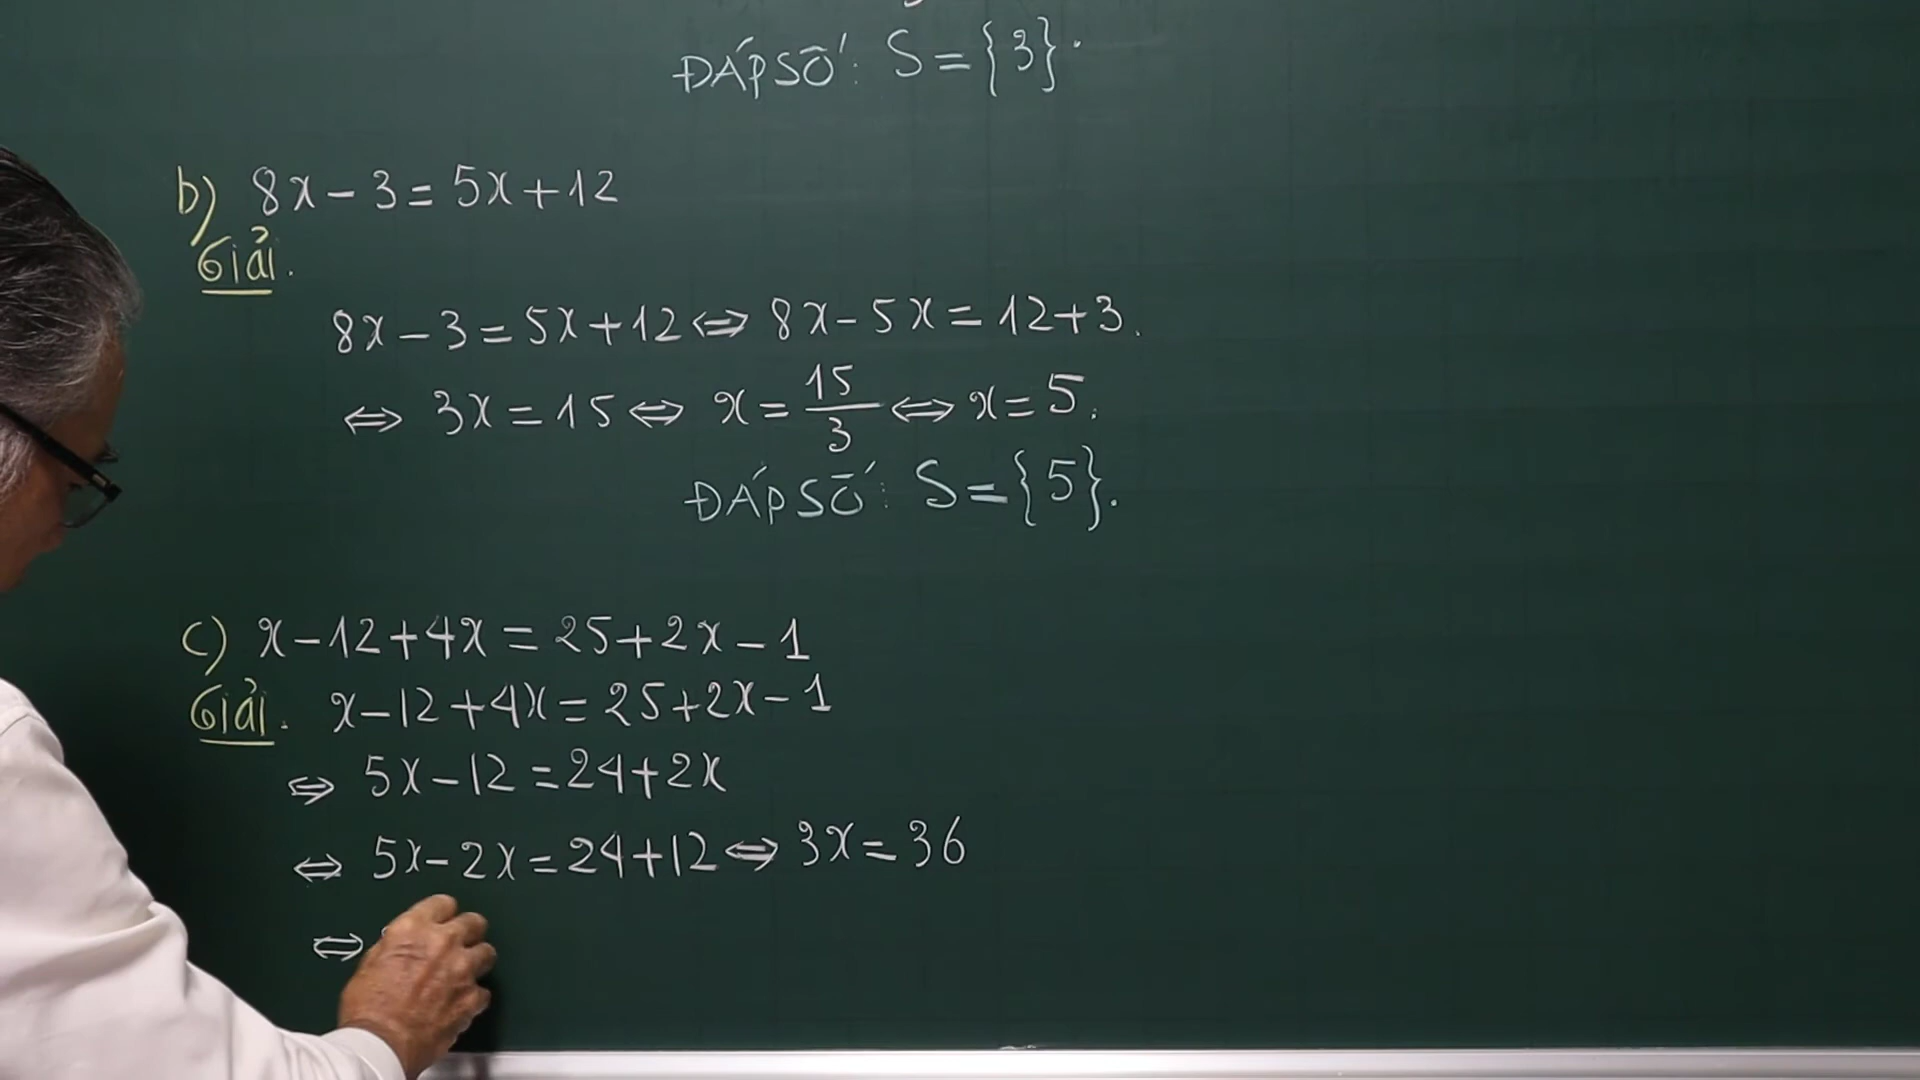 ĐÁP SỐ: S = {3}.
b) 8x - 3 = 5x + 12
Giải.
8x - 3 = 5x + 12 ⇔ 8x - 5x = 12 + 3.
⇔ 3x = 15 ⇔ x = 15/3 ⇔ x = 5.
ĐÁP SỐ: S = {5}.
c) x - 12 + 4x = 25 + 2x - 1
Giải. x - 12 + 4x = 25 + 2x - 1
⇔ 5x - 12 = 24 + 2x
⇔ 5x - 2x = 24 + 12 ⇔ 3x = 36
⇔